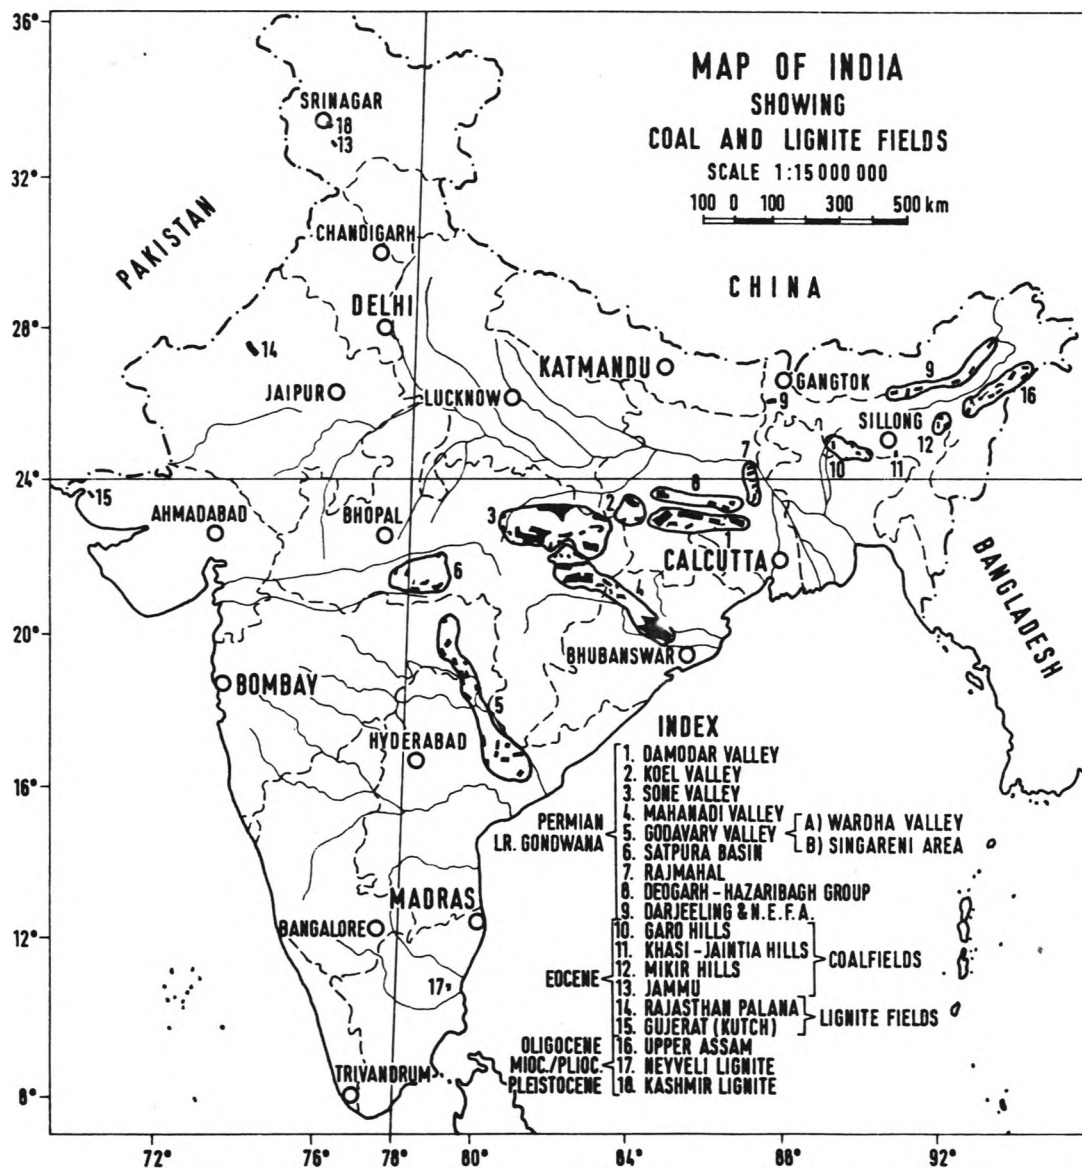 MAP OF INDIA
SHOWING
COAL AND LIGNITE FIELDS
SCALE 1:15 000 000
100 0 100 300 500 km
36°
32°
28°
24°
20°
16°
12°
8°
72° 76° 78° 80° 84° 88° 92°
PAKISTAN
CHINA
BANGLADESH
SRINAGAR
18
13
CHANDIGARH
DELHI
14
JAIPUR
LUCKNOW
KATMANDU
GANGTOK
9
9
16
SILLONG
12
10
11
7
8
15
AHMADABAD
BHOPAL
3
2
1
CALCUTTA
6
4
BHUBANSWAR
BOMBAY
5
HYDERABAD
MADRAS
BANGALORE
17
TRIVANDRUM
INDEX
1. DAMODAR VALLEY
2. KOEL VALLEY
3. SONE VALLEY
4. MAHANADI VALLEY
5. GODAVARY VALLEY
A) WARDHA VALLEY
B) SINGARENI AREA
6. SATPURA BASIN
7. RAJMAHAL
8. DEOGARH-HAZARIBAGH GROUP
9. DARJEELING & N.E.F.A.
10. GARO HILLS
11. KHASI-JAINTIA HILLS
12. MIKIR HILLS
13. JAMMU
14. RAJASTHAN PALANA
15. GUJERAT (KUTCH)
16. UPPER ASSAM
17. NEYVELI LIGNITE
18. KASHMIR LIGNITE
PERMIAN
LR. GONDWANA
EOCENE
OLIGOCENE
MIOC./PLIOC.
PLEISTOCENE
COALFIELDS
LIGNITE FIELDS